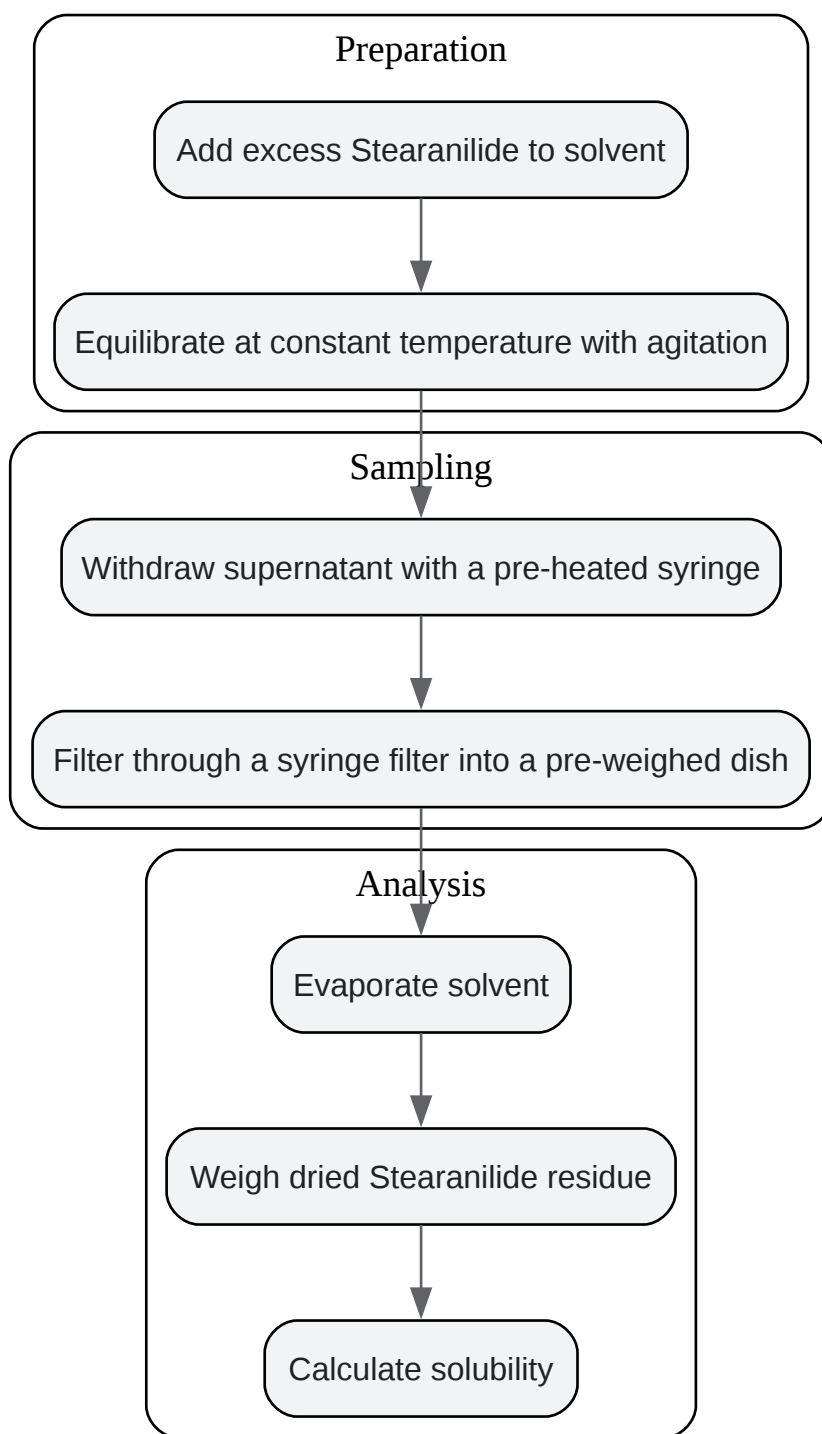 Preparation
Add excess Stearanilide to solvent
Equilibrate at constant temperature with agitation
Sampling
Withdraw supernatant with a pre-heated syringe
Filter through a syringe filter into a pre-weighed dish
Analysis
Evaporate solvent
Weigh dried Stearanilide residue
Calculate solubility